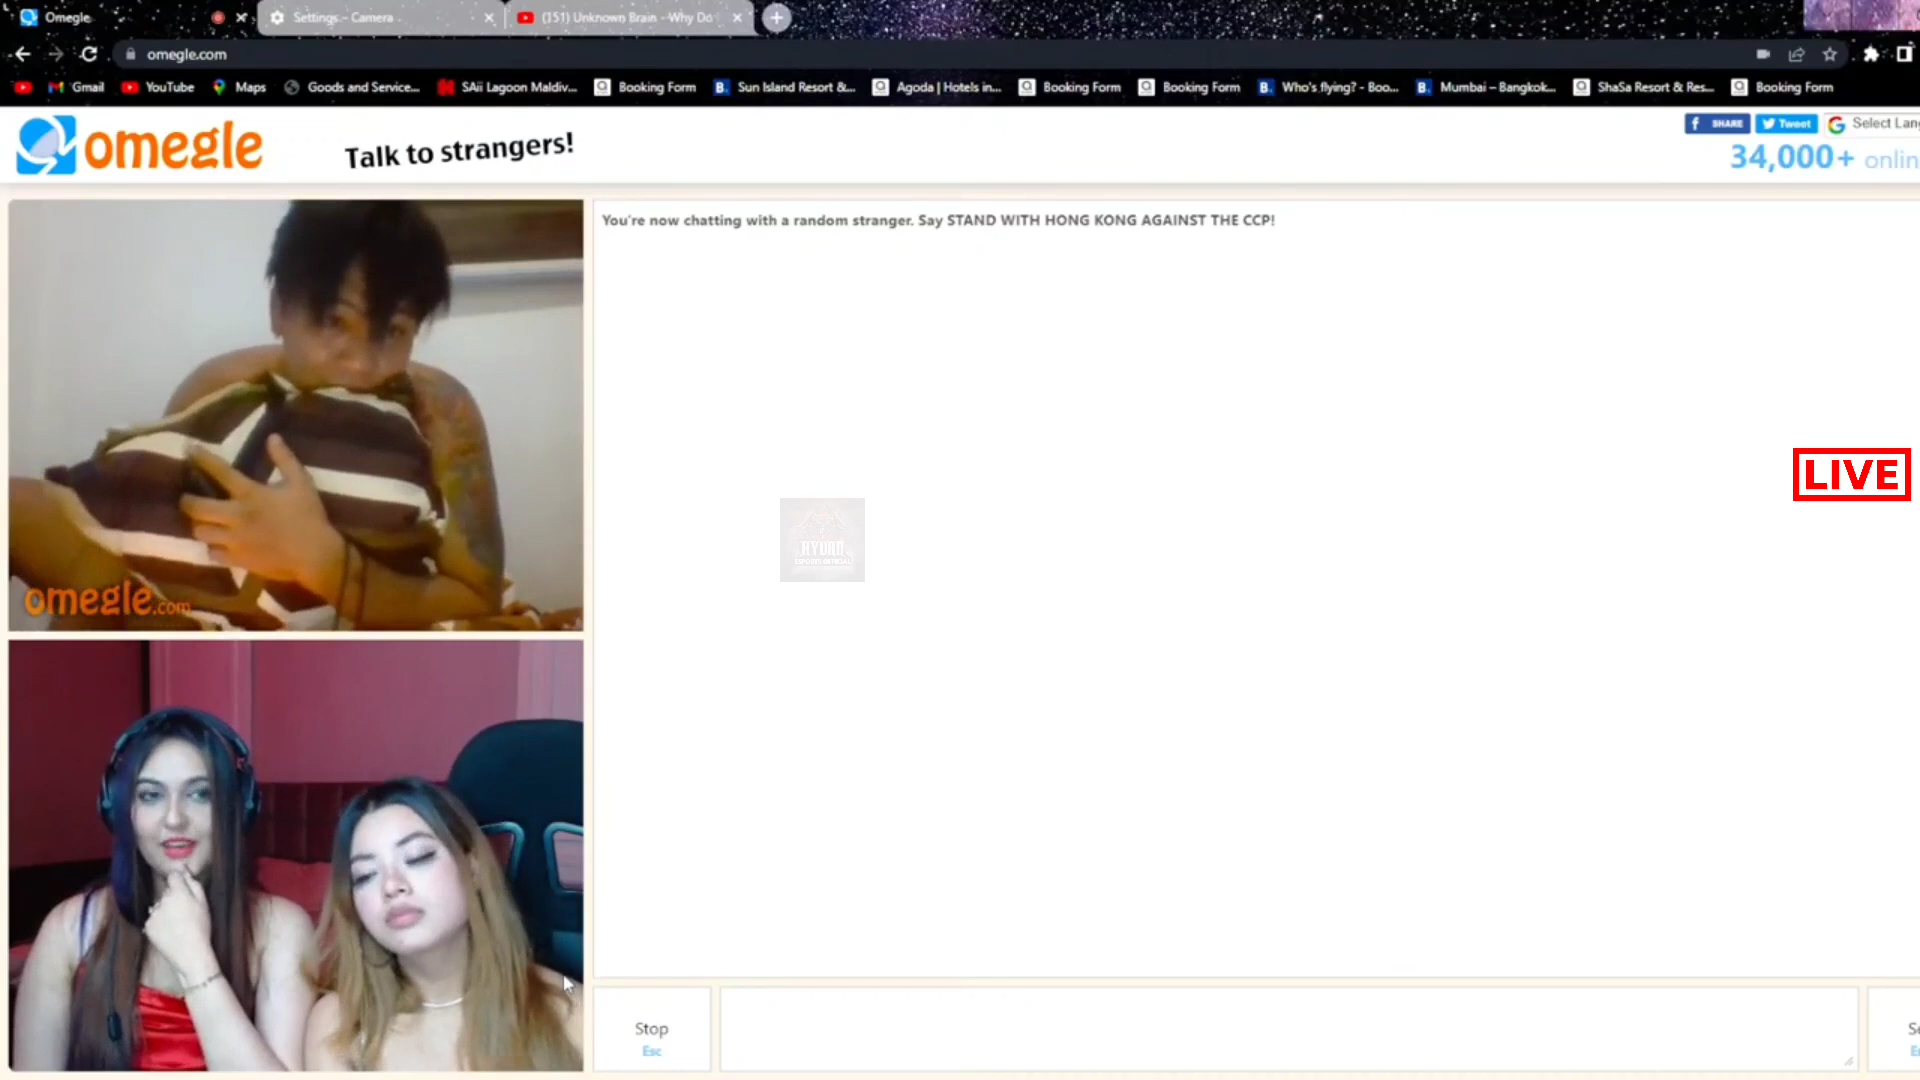 Omegle
Settings - Camera
(151) Unknown Brain - Why Do
omegle.com
Gmail
YouTube
Maps
Goods and Service...
SAii Lagoon Maldiv...
Booking Form
B. Sun Island Resort &...
Agoda | Hotels in...
Booking Form
Booking Form
B. Who's flying? - Boo...
B. Mumbai – Bangkok...
ShaSa Resort & Res...
Booking Form
omegle
Talk to strangers!
f SHARE
Tweet
G Select Lan
34,000+ onlin
You're now chatting with a random stranger. Say STAND WITH HONG KONG AGAINST THE CCP!
LIVE
HYDRA
omegle.com
Stop
Esc